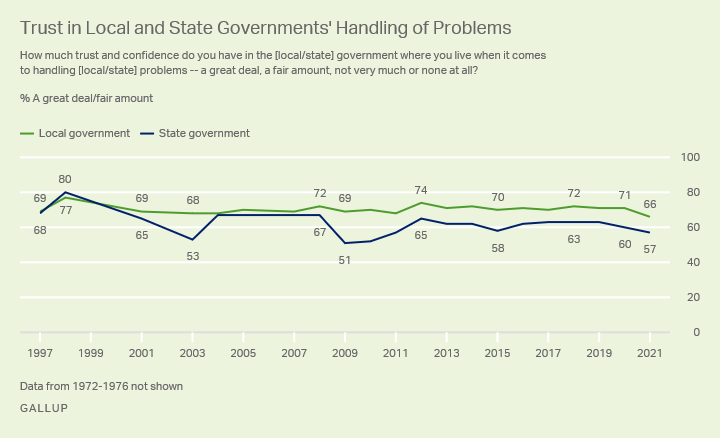 Trust in Local and State Governments' Handling of Problems
How much trust and confidence do you have in the [local/state] government where you live when it comes
to handling [local/state] problems -- a great deal, a fair amount, not very much or none at all?
% A great deal/fair amount
Local government State government
100
80
60
40
20
0
69 77 69 68 72 69 74 70 72 71 66
68 80 65 53 67 51 65 58 63 60 57
1997 1999 2001 2003 2005 2007 2009 2011 2013 2015 2017 2019 2021
Data from 1972-1976 not shown
GALLUP